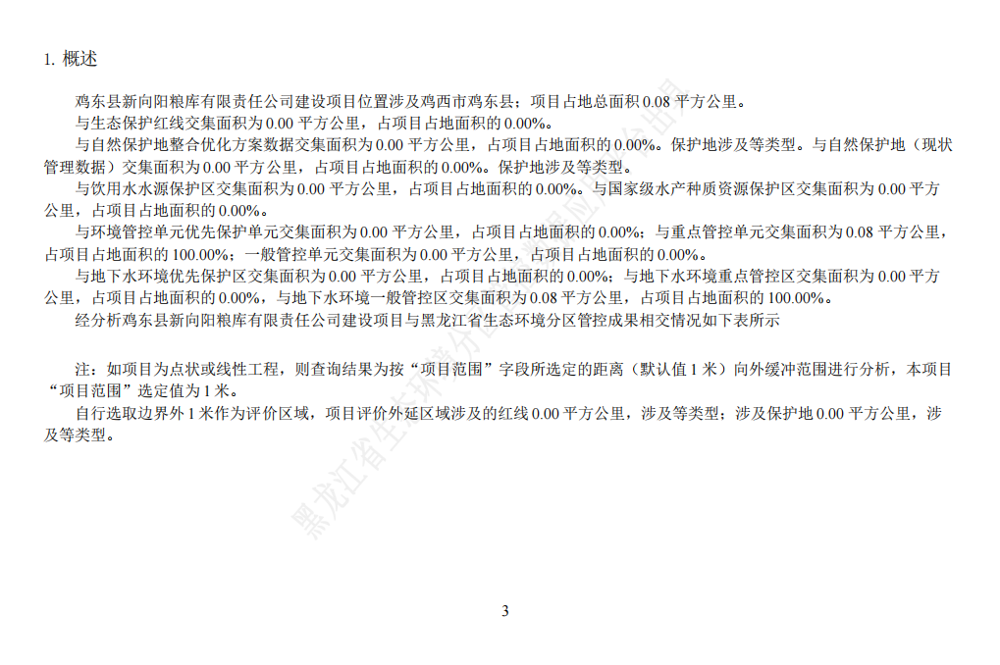 1. 概述
鸡东县新向阳粮库有限责任公司建设项目位置涉及鸡西市鸡东县；项目占地总面积 0.08 平方公里。
与生态保护红线交集面积为 0.00 平方公里，占项目占地面积的 0.00%。
与自然保护地整合优化方案数据交集面积为 0.00 平方公里，占项目占地面积的 0.00%。保护地涉及等类型。与自然保护地（现状
管理数据）交集面积为 0.00 平方公里，占项目占地面积的 0.00%。保护地涉及等类型。
与饮用水水源保护区交集面积为 0.00 平方公里，占项目占地面积的 0.00%。与国家级水产种质资源保护区交集面积为 0.00 平方
公里，占项目占地面积的 0.00%。
与环境管控单元优先保护单元交集面积为 0.00 平方公里，占项目占地面积的 0.00%；与重点管控单元交集面积为 0.08 平方公里，
占项目占地面积的 100.00%；一般管控单元交集面积为 0.00 平方公里，占项目占地面积的 0.00%。
与地下水环境优先保护区交集面积为 0.00 平方公里，占项目占地面积的 0.00%；与地下水环境重点管控区交集面积为 0.00 平方
公里，占项目占地面积的 0.00%，与地下水环境一般管控区交集面积为 0.08 平方公里，占项目占地面积的 100.00%。
经分析鸡东县新向阳粮库有限责任公司建设项目与黑龙江省生态环境分区管控成果相交情况如下表所示
注：如项目为点状或线性工程，则查询结果为按“项目范围”字段所选定的距离（默认值 1 米）向外缓冲范围进行分析，本项目
“项目范围”选定值为 1 米。
自行选取边界外 1 米作为评价区域，项目评价外延区域涉及的红线 0.00 平方公里，涉及等类型；涉及保护地 0.00 平方公里，涉
及等类型。
3